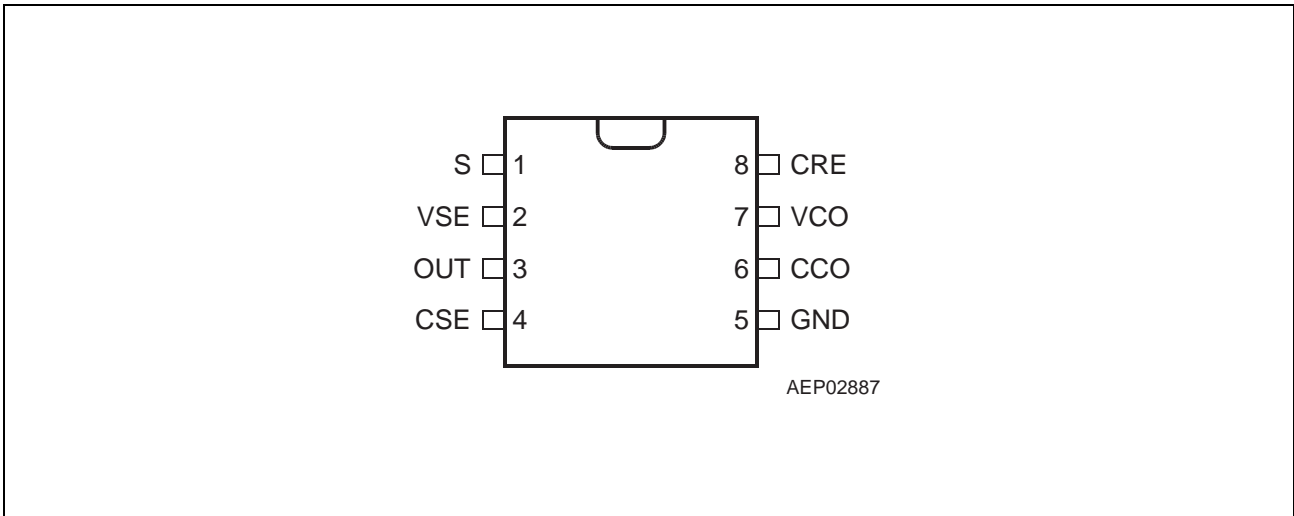 S 1 8 CRE
VSE 2 7 VCO
OUT 3 6 CCO
CSE 4 5 GND
AEP02887